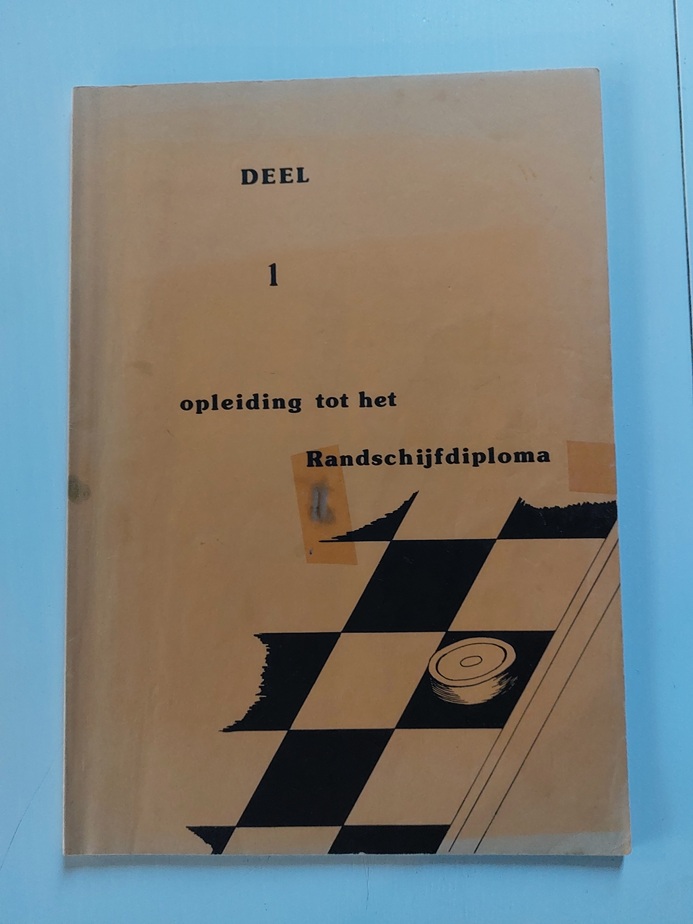 DEEL
1
opleiding tot het
Randschijfdiploma